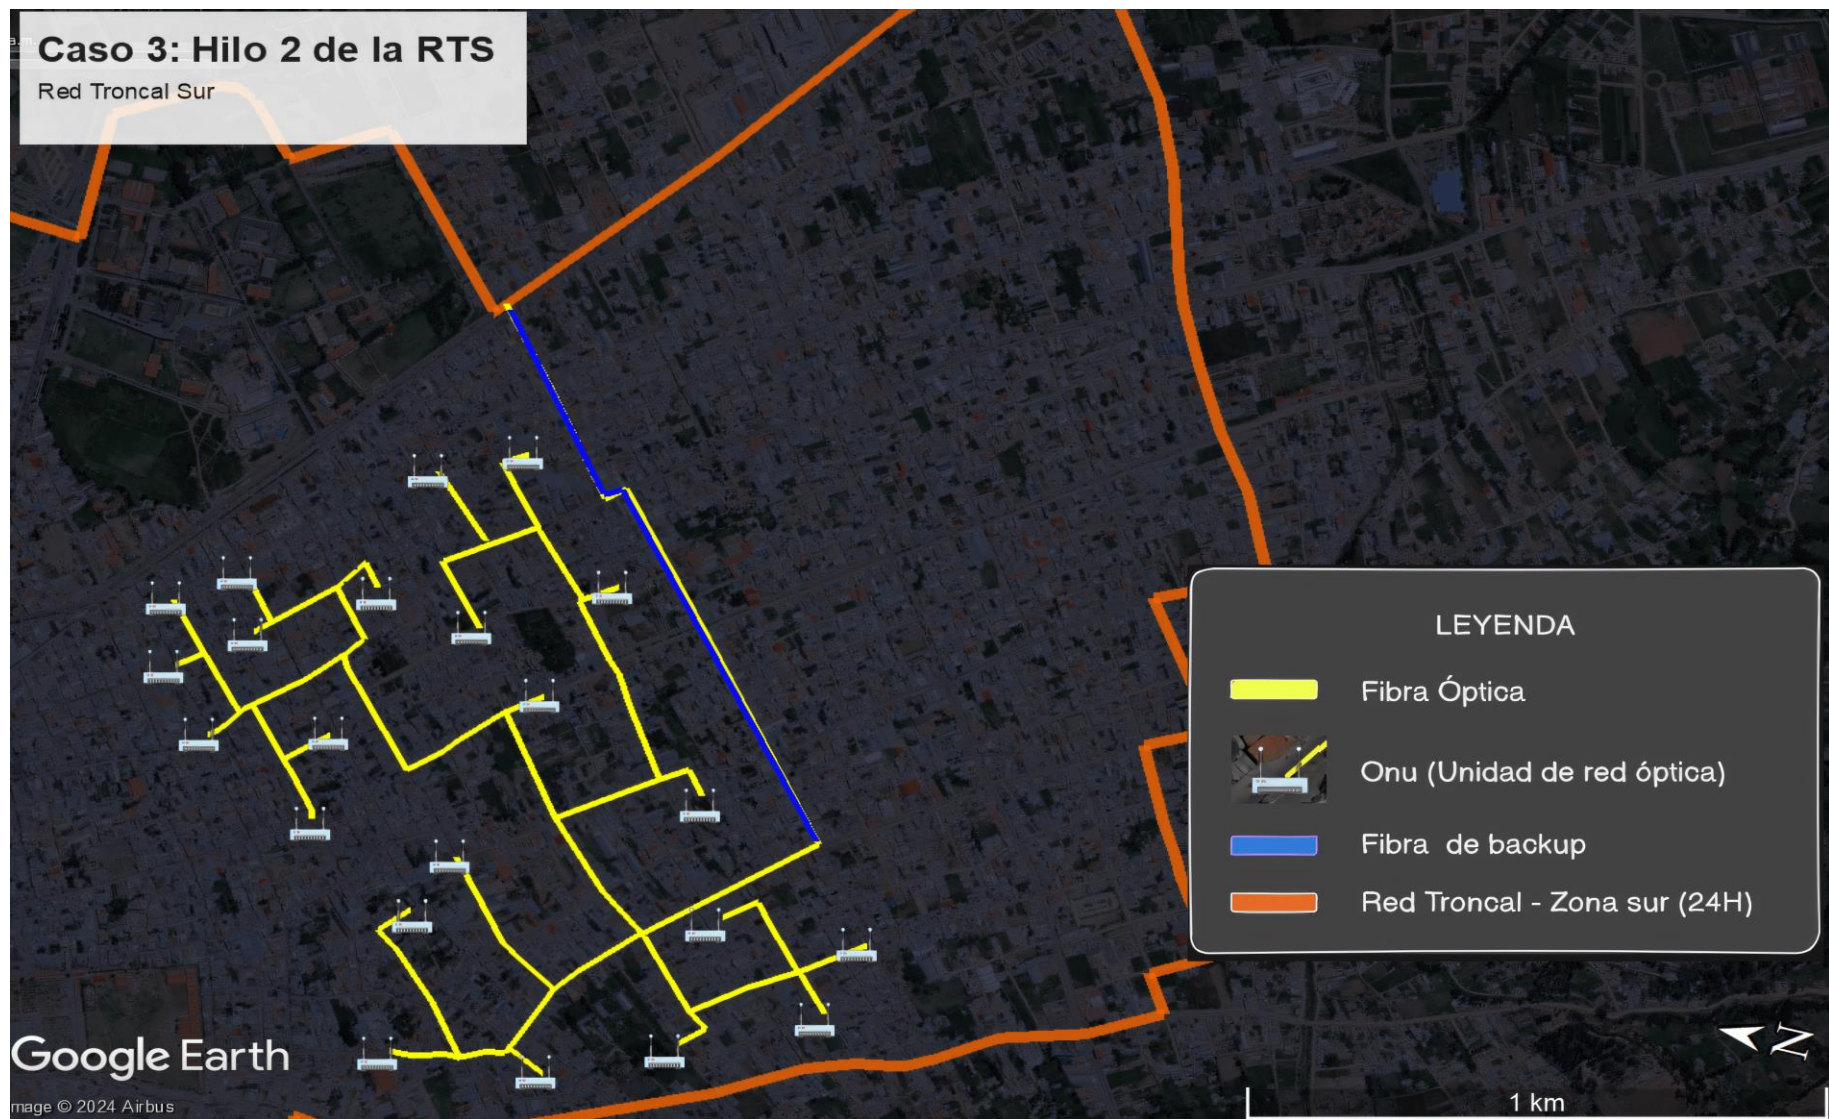 a.m.
Caso 3: Hilo 2 de la RTS
Red Troncal Sur
LEYENDA
Fibra Óptica
Onu (Unidad de red óptica)
Fibra de backup
Red Troncal - Zona sur (24H)
Google Earth
mage © 2024 Airbus
N
1 km